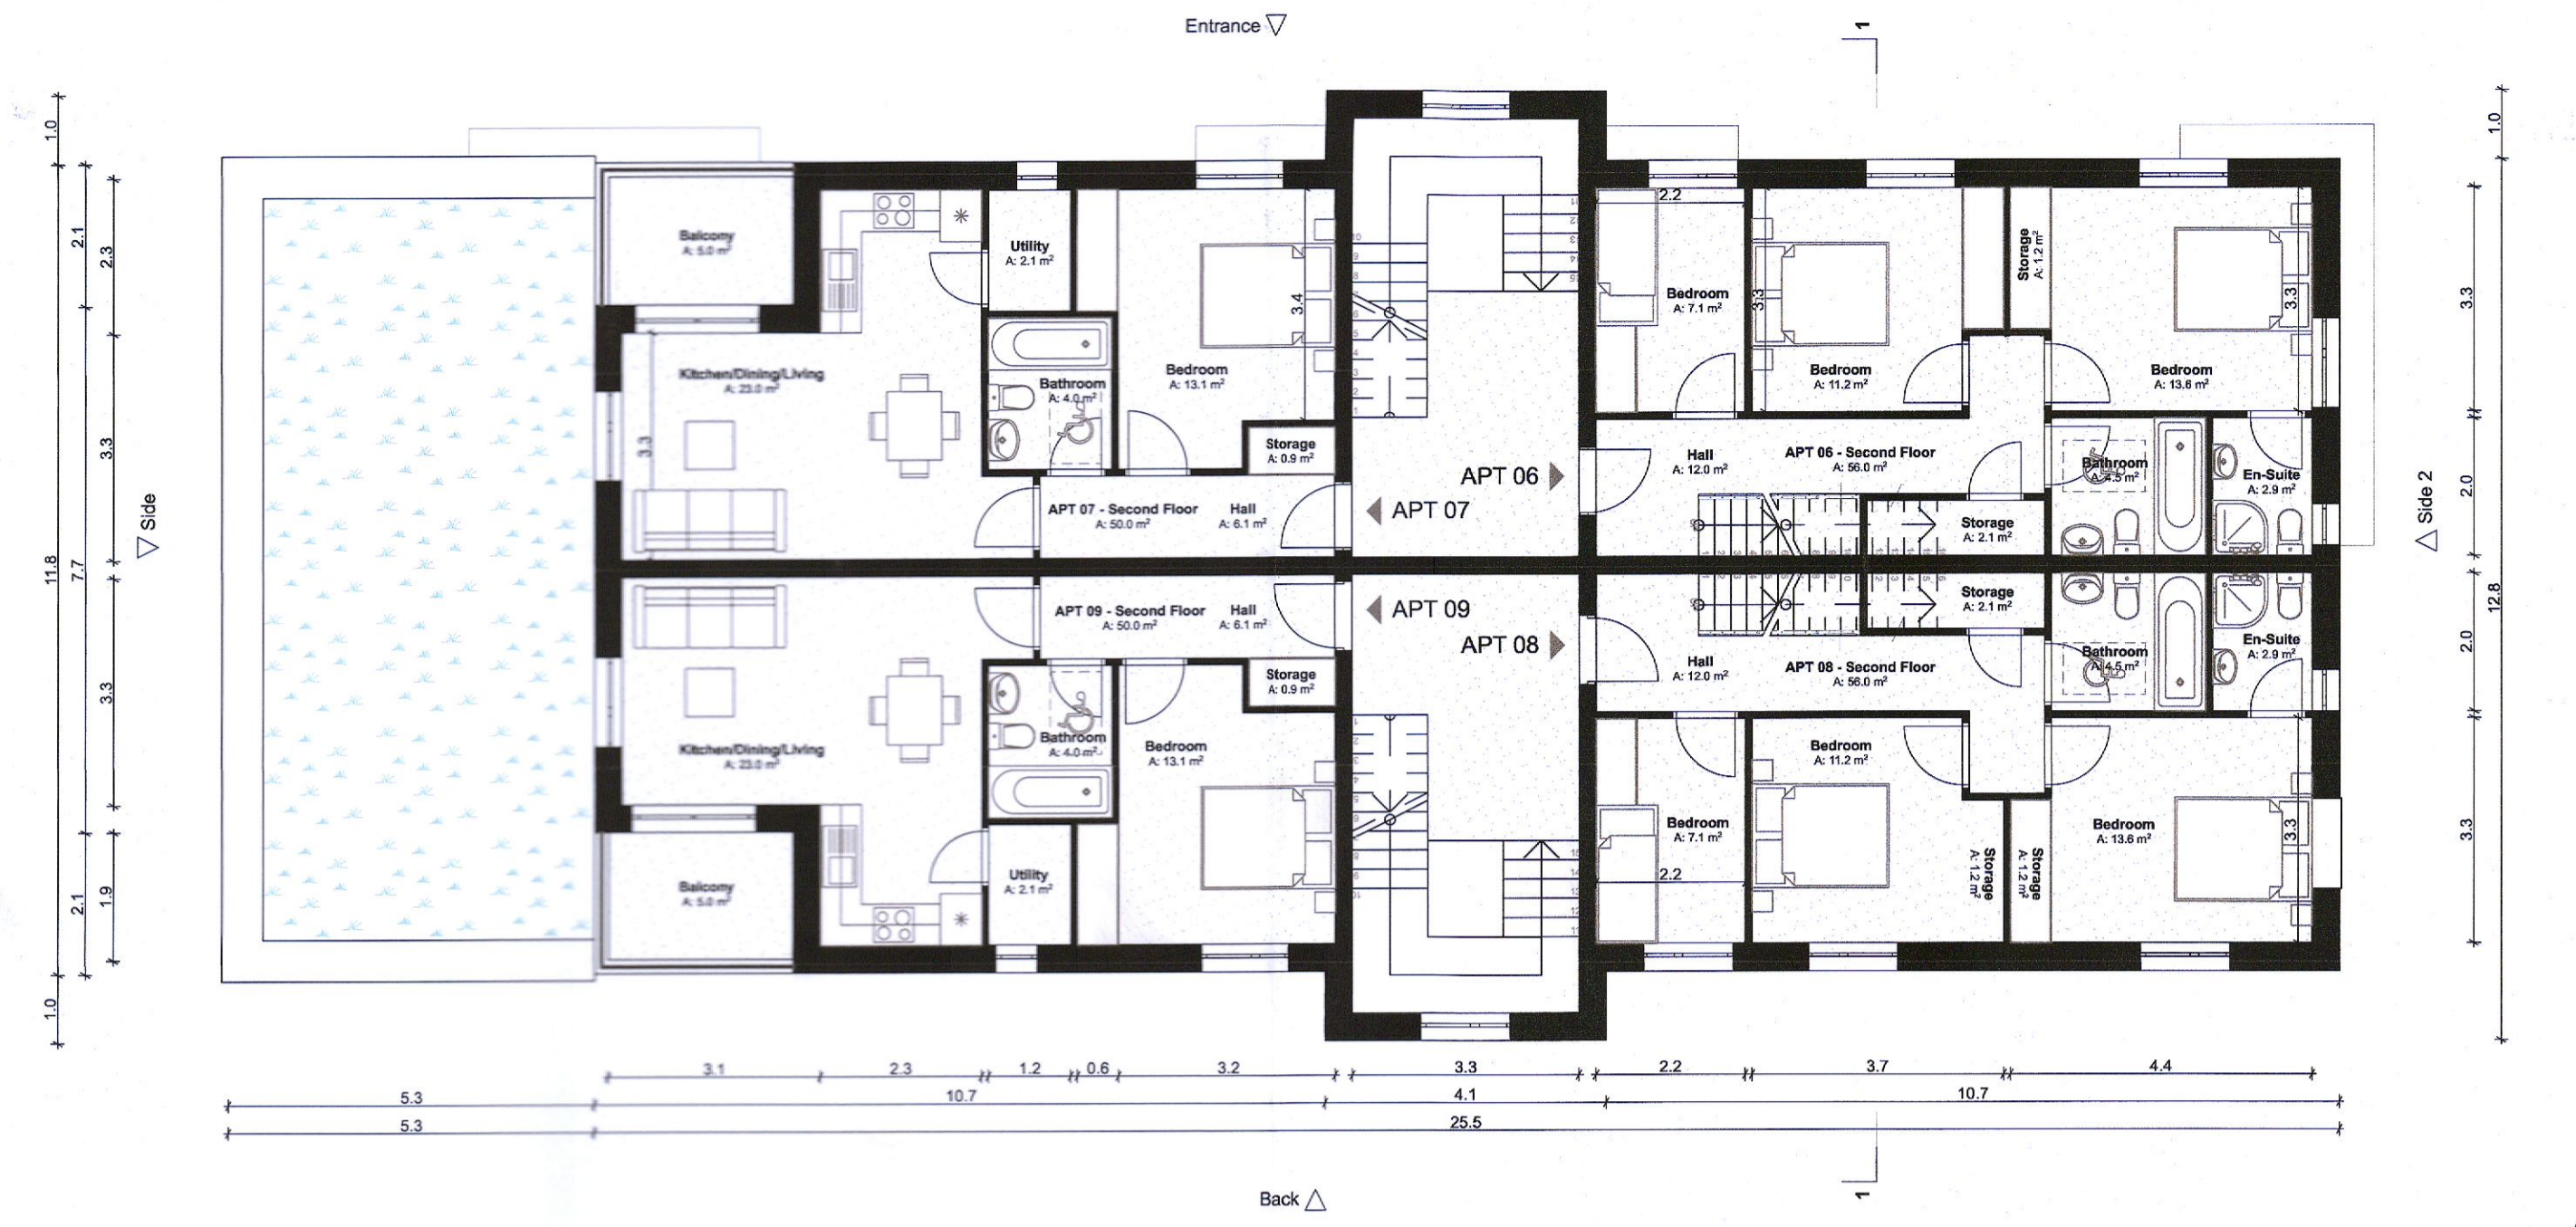 Entrance
1
Balcony
A: 5.0 m²
Utility
A: 2.1 m²
Kitchen/Dining/Living
A: 23.0 m²
Bathroom
A: 4.0 m²
Bedroom
A: 13.1 m²
3.4
3.3
Storage
A: 0.9 m²
APT 07 - Second Floor
A: 50.0 m²
Hall
A: 6.1 m²
APT 06
APT 07
2.2
Bedroom
A: 7.1 m²
3.3
Bedroom
A: 11.2 m²
Storage
A: 1.2 m²
Bedroom
A: 13.6 m²
3.3
Hall
A: 12.0 m²
APT 06 - Second Floor
A: 56.0 m²
Storage
A: 2.1 m²
Bathroom
A: 4.5 m²
En-Suite
A: 2.9 m²
APT 09 - Second Floor
A: 50.0 m²
Hall
A: 6.1 m²
APT 09
APT 08
Storage
A: 0.9 m²
Bathroom
A: 4.0 m²
Bedroom
A: 13.1 m²
Kitchen/Dining/Living
A: 23.0 m²
Balcony
A: 5.0 m²
Utility
A: 2.1 m²
Storage
A: 2.1 m²
Hall
A: 12.0 m²
APT 08 - Second Floor
A: 56.0 m²
Bathroom
A: 4.5 m²
En-Suite
A: 2.9 m²
Bedroom
A: 7.1 m²
2.2
Bedroom
A: 11.2 m²
Storage
A: 1.2 m²
Storage
A: 1.2 m²
Bedroom
A: 13.6 m²
3.3
1.0
11.8
1.0
2.1
7.7
2.1
2.3
3.3
3.3
1.9
Side
1.0
12.8
3.3
2.0
2.0
3.3
Side 2
3.1 2.3 1.2 0.6 3.2 3.3 2.2 3.7 4.4
5.3 10.7 4.1 10.7
5.3 25.5
Back
1